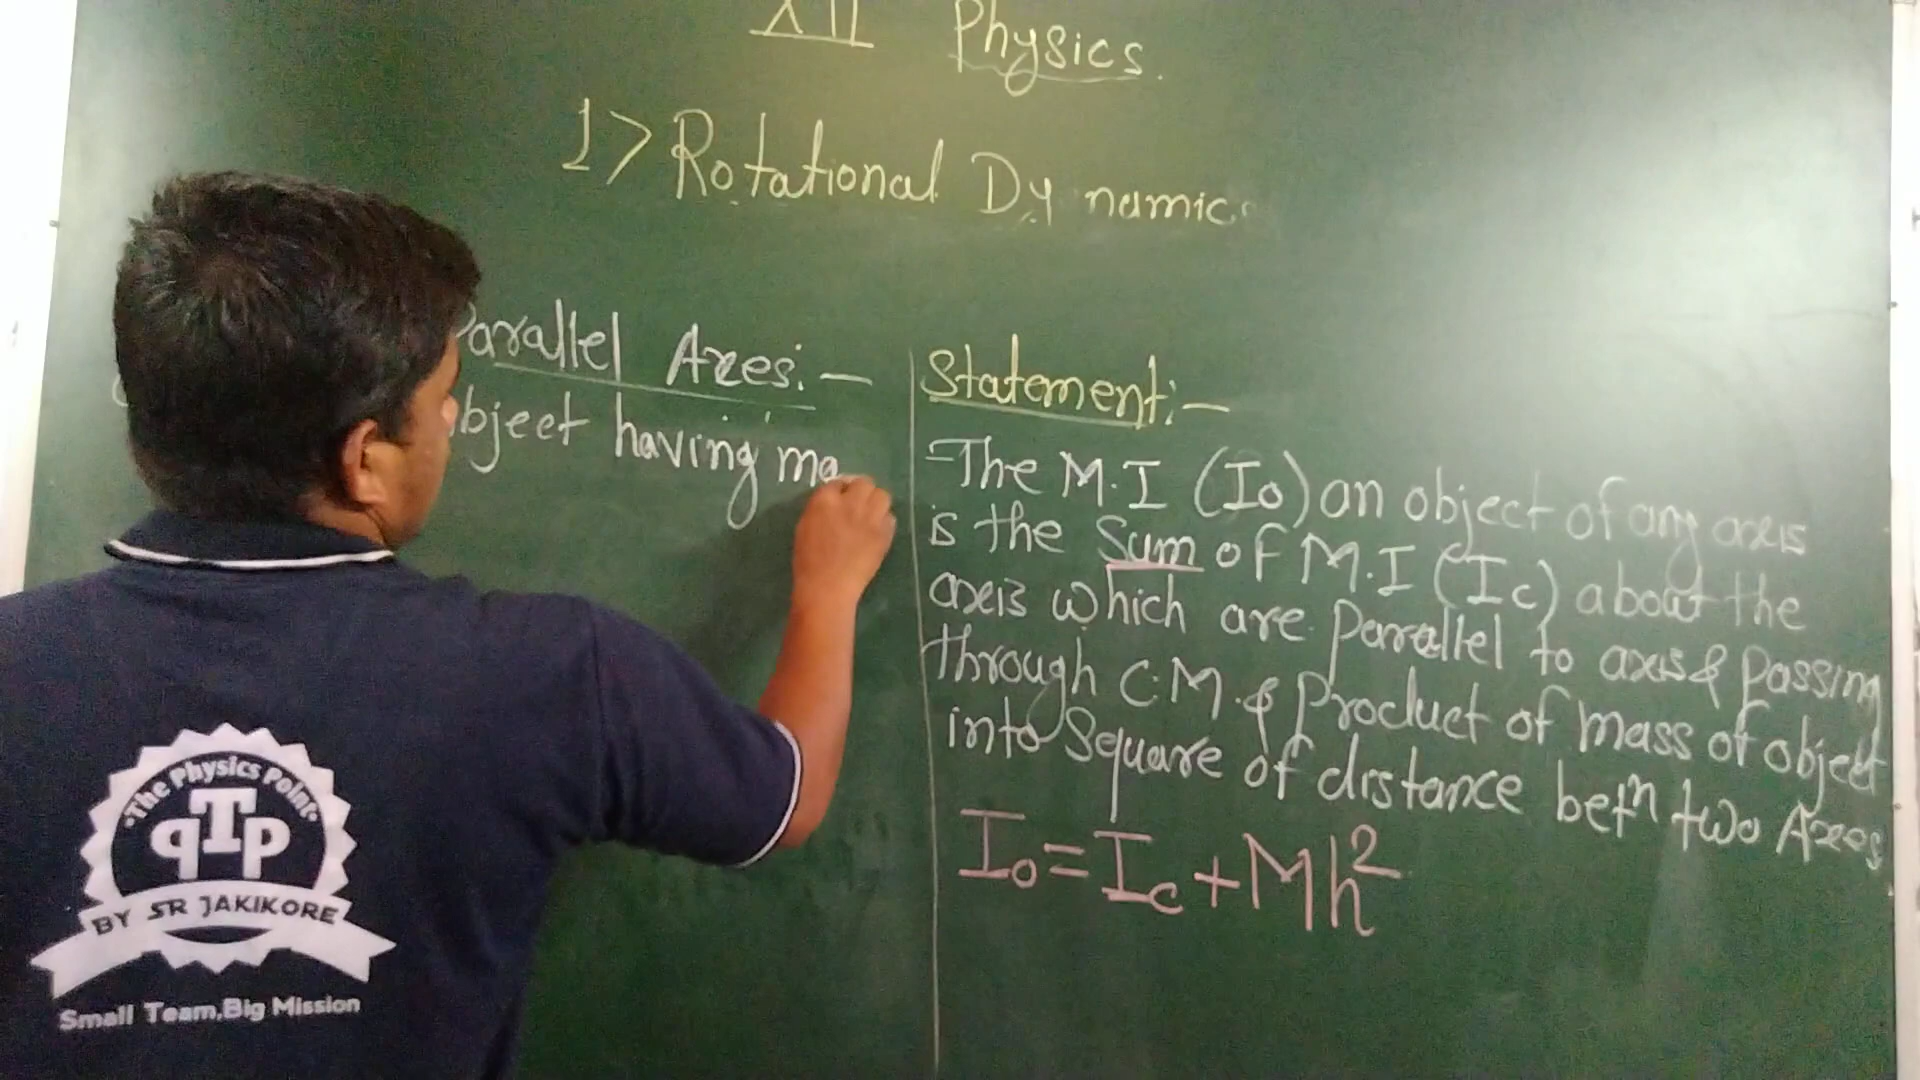 XII Physics.
1> Rotational Dynamic
Parallel Axes:-
object having ma
Statement:-
-The M.I (Io) an object of any axis
is the Sum of M.I (Ic) about the
axis which are parallel to axis & passing
through C.M. & product of mass of object
into Square of distance betn two Axes
Io = Ic + Mh²
The Physics Point
qTp
BY SR JAKIKORE
Small Team,Big Mission